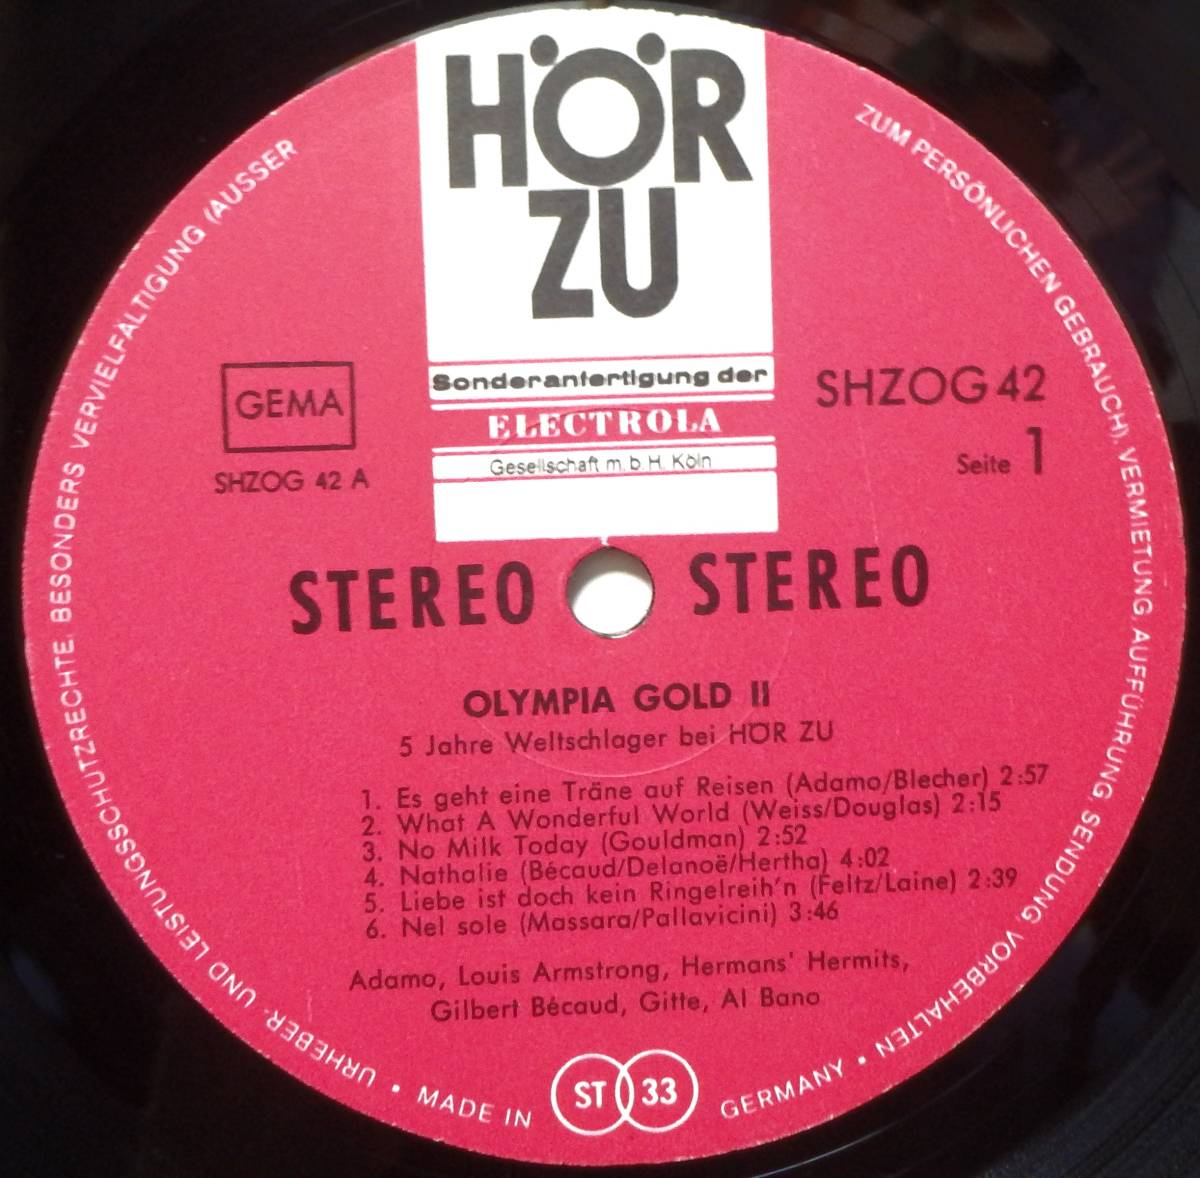 HÖR
ZU
Sonderanfertigung der
ELECTROLA
Gesellschaft m. b. H. Köln
GEMA
SHZOG 42 A
SHZOG 42
Seite 1
STEREO STEREO
OLYMPIA GOLD II
5 Jahre Weltschlager bei HÖR ZU
1. Es geht eine Träne auf Reisen (Adamo/Blecher) 2:57
2. What A Wonderful World (Weiss/Douglas) 2:15
3. No Milk Today (Gouldman) 2:52
4. Nathalie (Bécaud/Delanoë/Hertha) 4:02
5. Liebe ist doch kein Ringelreih'n (Feltz/Laine) 2:39
6. Nel sole (Massara/Pallavicini) 3:46
Adamo, Louis Armstrong, Hermans' Hermits,
Gilbert Bécaud, Gitte, Al Bano
URHEBER- UND LEISTUNGSSCHUTZRECHTE, BESONDERS VERVIELFÄLTIGUNG (AUSSER
ZUM PERSÖNLICHEN GEBRAUCH), VERMIETUNG, AUFFÜHRUNG, SENDUNG, VORBEHALTEN •
• MADE IN ST 33 GERMANY